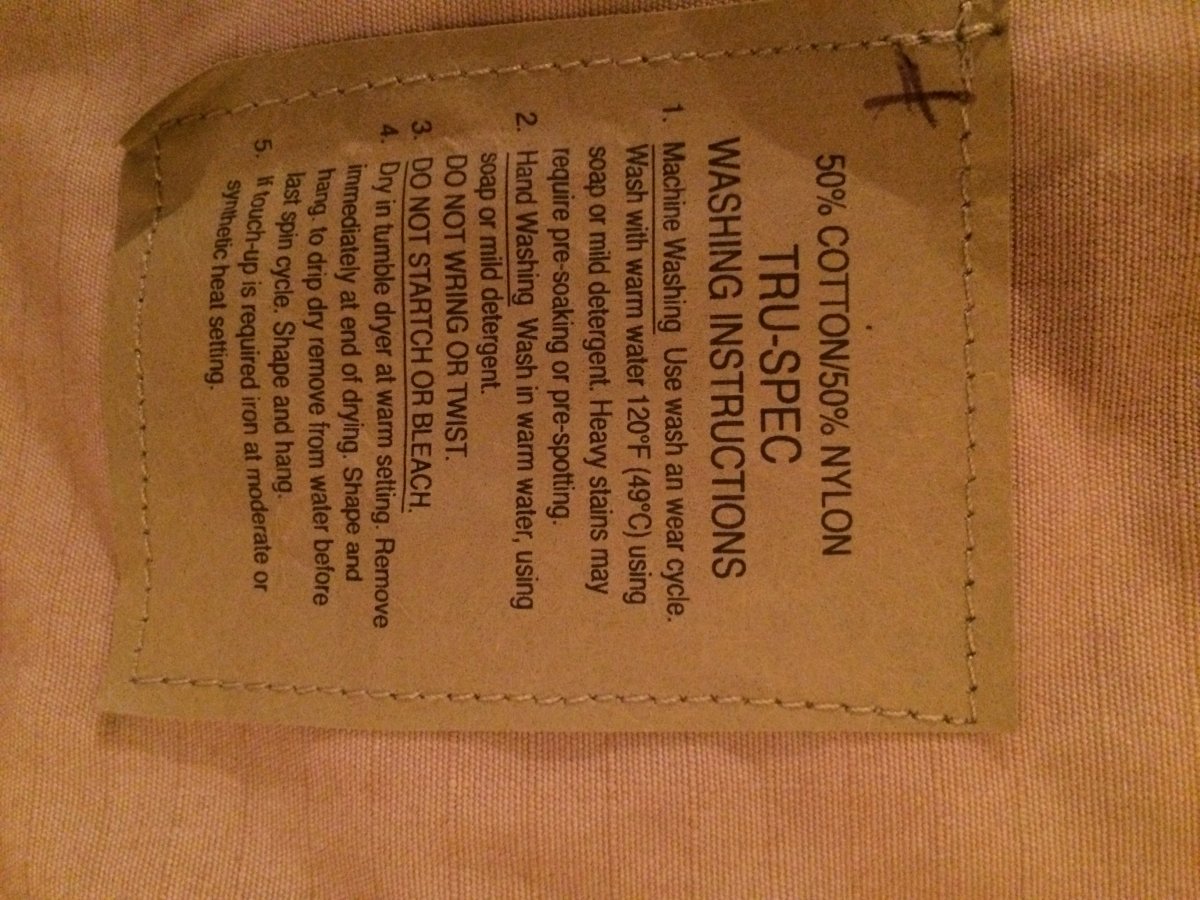 50% COTTON/50% NYLON
TRU-SPEC
WASHING INSTRUCTIONS
1. Machine Washing Use wash an wear cycle.
Wash with warm water 120°F (49°C) using
soap or mild detergent. Heavy stains may
require pre-soaking or pre-spotting.
2. Hand Washing Wash in warm water, using
soap or mild detergent.
DO NOT WRING OR TWIST.
3. DO NOT STARTCH OR BLEACH.
4. Dry in tumble dryer at warm setting. Remove
immediately at end of drying. Shape and
hang. to drip dry remove from water before
last spin cycle. Shape and hang.
5. If touch-up is required iron at moderate or
synthetic heat setting.